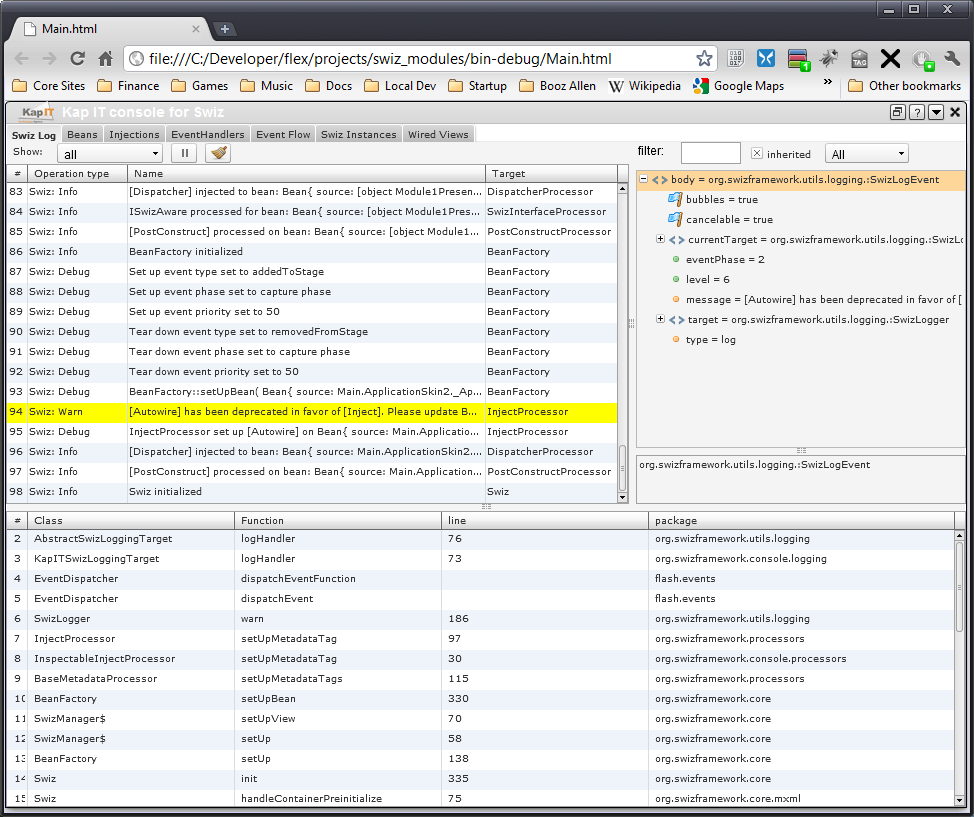 Main.html
file:///C:/Developer/flex/projects/swiz_modules/bin-debug/Main.html
Core Sites Finance Games Music Docs Local Dev Startup Booz Allen W Wikipedia Google Maps » Other bookmarks
KapIT Kap IT console for Swiz
Swiz Log Beans Injections EventHandlers Event Flow Swiz Instances Wired Views
Show: all
filter: inherited All
# Operation type Name Target
83 Swiz: Info [Dispatcher] injected to bean: Bean{ source: [object Module1Presen... DispatcherProcessor
84 Swiz: Info ISwizAware processed for bean: Bean{ source: [object Module1Pres... SwizInterfaceProcessor
85 Swiz: Info [PostConstruct] processed on bean: Bean{ source: [object Module1... PostConstructProcessor
86 Swiz: Info BeanFactory initialized BeanFactory
87 Swiz: Debug Set up event type set to addedToStage BeanFactory
88 Swiz: Debug Set up event phase set to capture phase BeanFactory
89 Swiz: Debug Set up event priority set to 50 BeanFactory
90 Swiz: Debug Tear down event type set to removedFromStage BeanFactory
91 Swiz: Debug Tear down event phase set to capture phase BeanFactory
92 Swiz: Debug Tear down event priority set to 50 BeanFactory
93 Swiz: Debug BeanFactory::setUpBean( Bean{ source: Main.ApplicationSkin2._Ap... BeanFactory
94 Swiz: Warn [Autowire] has been deprecated in favor of [Inject]. Please update B... InjectProcessor
95 Swiz: Debug InjectProcessor set up [Autowire] on Bean{ source: Main.Applicatio... InjectProcessor
96 Swiz: Info [Dispatcher] injected to bean: Bean{ source: Main.ApplicationSkin2.... DispatcherProcessor
97 Swiz: Info [PostConstruct] processed on bean: Bean{ source: Main.Application... PostConstructProcessor
98 Swiz: Info Swiz initialized Swiz
body = org.swizframework.utils.logging.:SwizLogEvent
bubbles = true
cancelable = true
currentTarget = org.swizframework.utils.logging.:SwizLo
eventPhase = 2
level = 6
message = [Autowire] has been deprecated in favor of [
target = org.swizframework.utils.logging.:SwizLogger
type = log
org.swizframework.utils.logging.:SwizLogEvent
# Class Function line package
2 AbstractSwizLoggingTarget logHandler 76 org.swizframework.utils.logging
3 KapITSwizLoggingTarget logHandler 73 org.swizframework.console.logging
4 EventDispatcher dispatchEventFunction flash.events
5 EventDispatcher dispatchEvent flash.events
6 SwizLogger warn 186 org.swizframework.utils.logging
7 InjectProcessor setUpMetadataTag 97 org.swizframework.processors
8 InspectableInjectProcessor setUpMetadataTag 30 org.swizframework.console.processors
9 BaseMetadataProcessor setUpMetadataTags 115 org.swizframework.processors
10 BeanFactory setUpBean 330 org.swizframework.core
11 SwizManager$ setUpView 70 org.swizframework.core
12 SwizManager$ setUp 58 org.swizframework.core
13 BeanFactory setUp 138 org.swizframework.core
14 Swiz init 335 org.swizframework.core
15 Swiz handleContainerPreinitialize 75 org.swizframework.core.mxml